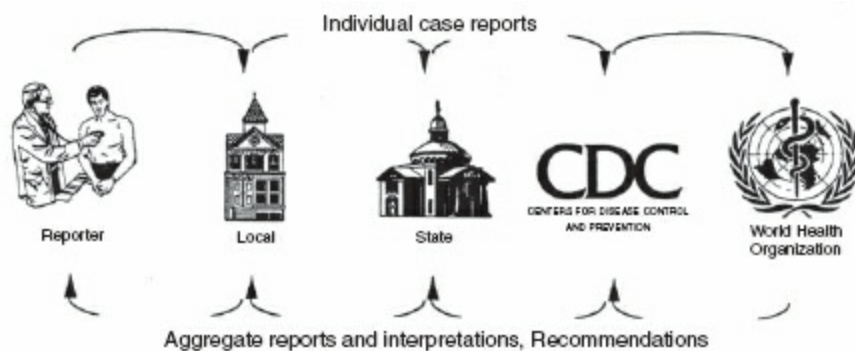 Individual case reports
CDC
CENTERS FOR DISEASE CONTROL
AND PREVENTION
Reporter
Local
State
World Health
Organization
Aggregate reports and interpretations, Recommendations